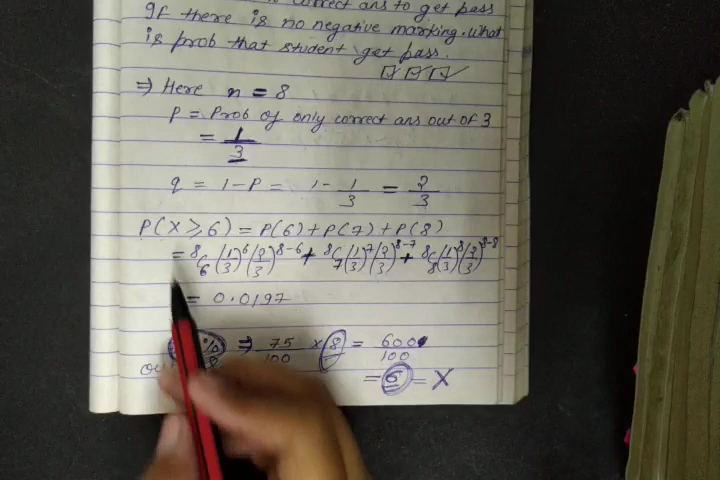 correct ans to get pass
If there is no negative marking. what
is prob that student get pass.
⇒ Here n = 8
P = Prob of only correct ans out of 3
= 1/3
q = 1 - P = 1 - 1/3 = 2/3
P(X ≥ 6) = P(6) + P(7) + P(8)
= ⁸C₆ (1/3)⁶ (2/3)⁸⁻⁶ + ⁸C₇ (1/3)⁷ (2/3)⁸⁻⁷ + ⁸C₈ (1/3)⁸ (2/3)⁸⁻⁸
= 0.0197
% ⇒ 75/100 × 8 = 600/100
= 6 = X